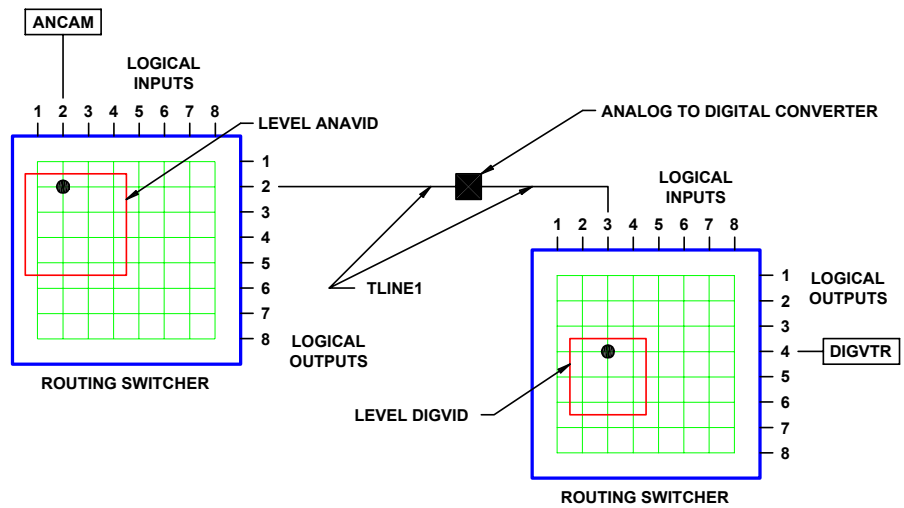 ANCAM
LOGICAL
INPUTS
1 2 3 4 5 6 7 8
LEVEL ANAVID
1
2
3
4
5
6
7
8
LOGICAL
OUTPUTS
ROUTING SWITCHER
ANALOG TO DIGITAL CONVERTER
TLINE1
LOGICAL
INPUTS
1 2 3 4 5 6 7 8
1
2
3
4
5
6
7
8
LOGICAL
OUTPUTS
DIGVTR
LEVEL DIGVID
ROUTING SWITCHER